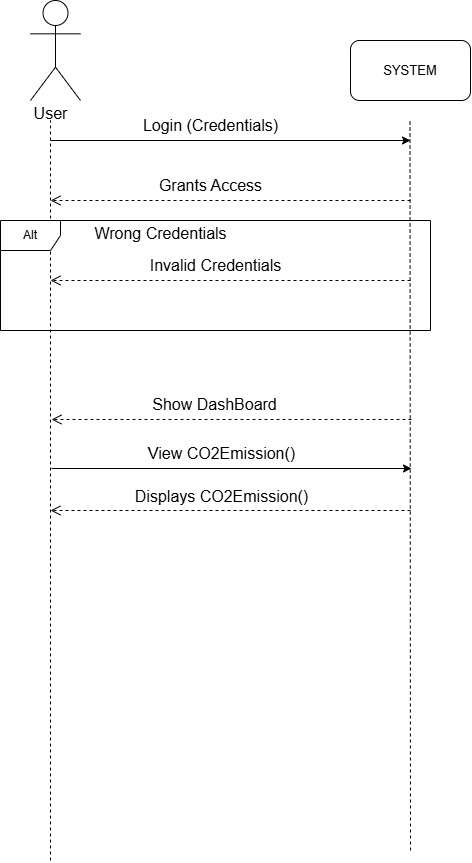 SYSTEM
User
Login (Credentials)
Grants Access
Alt
Wrong Credentials
Invalid Credentials
Show DashBoard
View CO2Emission()
Displays CO2Emission()